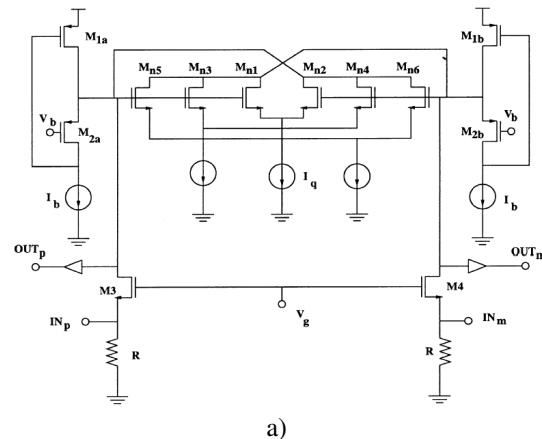 M1a
M1b
Mn5 Mn3 Mn1 Mn2 Mn4 Mn6
Vb
M2a
Vb
M2b
Ib
Iq
Ib
OUTp
OUTn
M3
M4
Vg
INp
INm
R
R
a)